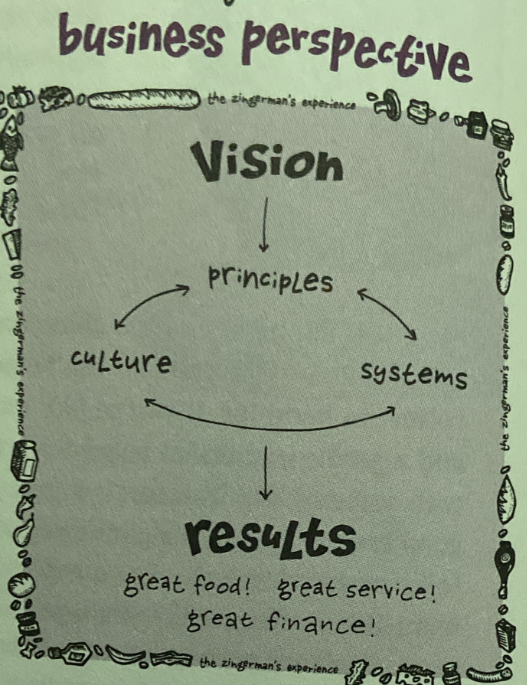 business perspective
the zingerman's experience
Vision
principles
culture
systems
results
great food! great service!
great finance!
the zingerman's experience
the zingerman's experience
the zingerman's experience